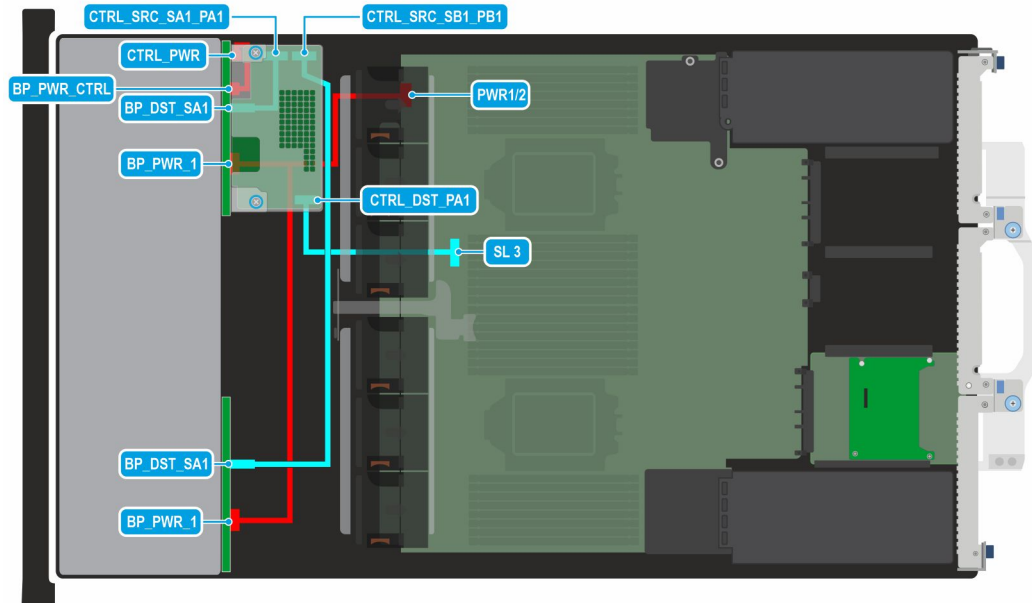 CTRL_SRC_SA1_PA1
CTRL_SRC_SB1_PB1
CTRL_PWR
BP_PWR_CTRL
PWR1/2
BP_DST_SA1
BP_PWR_1
CTRL_DST_PA1
SL 3
BP_DST_SA1
BP_PWR_1